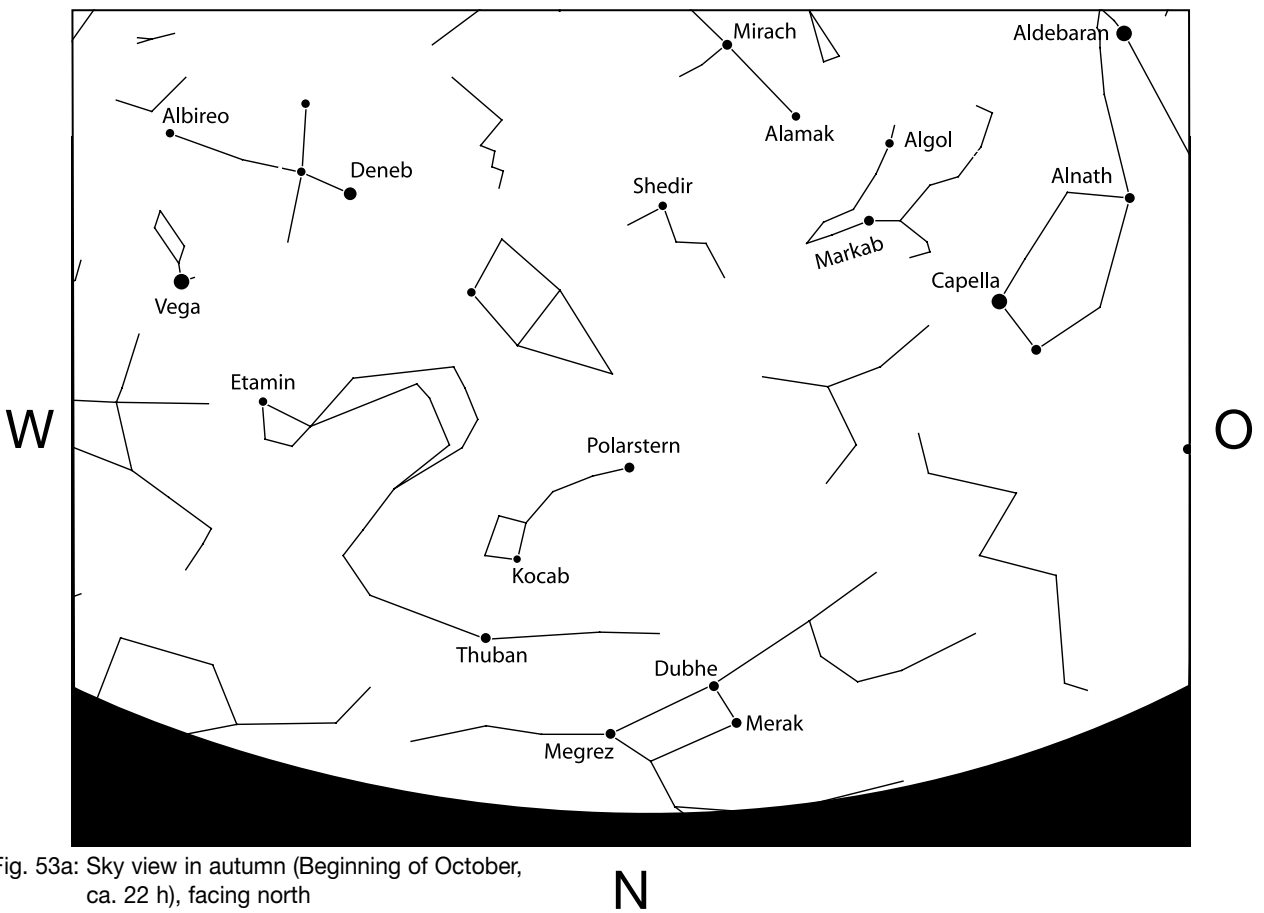 Mirach
Aldebaran
Albireo
Alamak
Algol
Deneb
Shedir
Alnath
Markab
Capella
Vega
Etamin
W
O
Polarstern
Kocab
Thuban
Dubhe
Merak
Megrez
Fig. 53a: Sky view in autumn (Beginning of October,
ca. 22 h), facing north
N